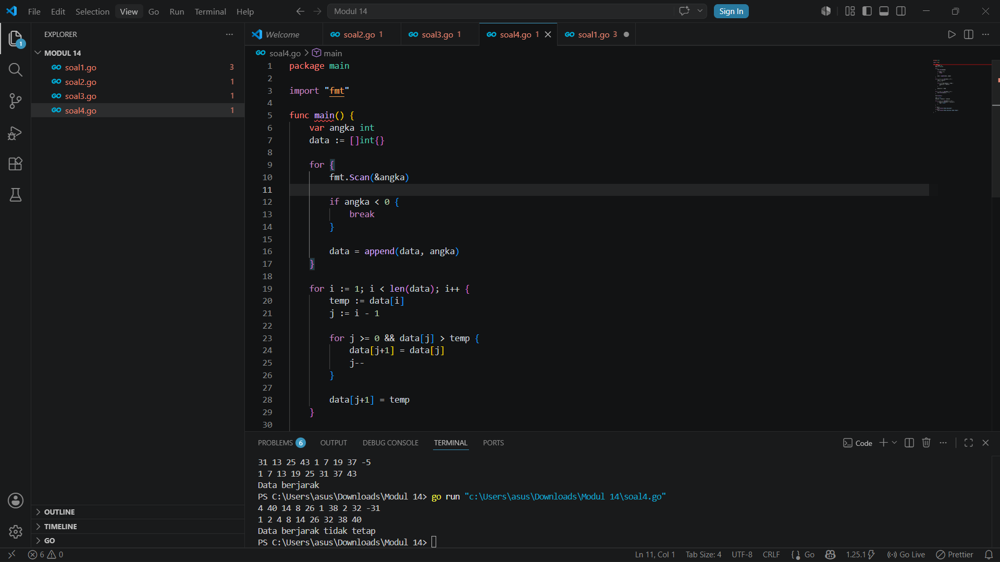 File Edit Selection View Go Run Terminal Help
Modul 14
Sign In
EXPLORER
MODUL 14
soal1.go 3
soal2.go 1
soal3.go 1
soal4.go 1
OUTLINE
TIMELINE
GO
1
Welcome
soal2.go 1
soal3.go 1
soal4.go 1
soal1.go 3
soal4.go > main
1 package main
2
3 import "fmt"
4
5 func main() {
6 var angka int
7 data := []int{}
8
9 for {
10 fmt.Scan(&angka)
11
12 if angka < 0 {
13 break
14 }
15
16 data = append(data, angka)
17 }
18
19 for i := 1; i < len(data); i++ {
20 temp := data[i]
21 j := i - 1
22
23 for j >= 0 && data[j] > temp {
24 data[j+1] = data[j]
25 j--
26 }
27
28 data[j+1] = temp
29 }
30
PROBLEMS 6 OUTPUT DEBUG CONSOLE TERMINAL PORTS
Code
31 13 25 43 1 7 19 37 -5
1 7 13 19 25 31 37 43
Data berjarak
PS C:\Users\asus\Downloads\Modul 14> go run "c:\Users\asus\Downloads\Modul 14\soal4.go"
4 40 14 8 26 1 38 2 32 -31
1 2 4 8 14 26 32 38 40
Data berjarak tidak tetap
PS C:\Users\asus\Downloads\Modul 14>
6 0
Ln 11, Col 1 Tab Size: 4 UTF-8 CRLF Go 1.25.1 Go Live Prettier